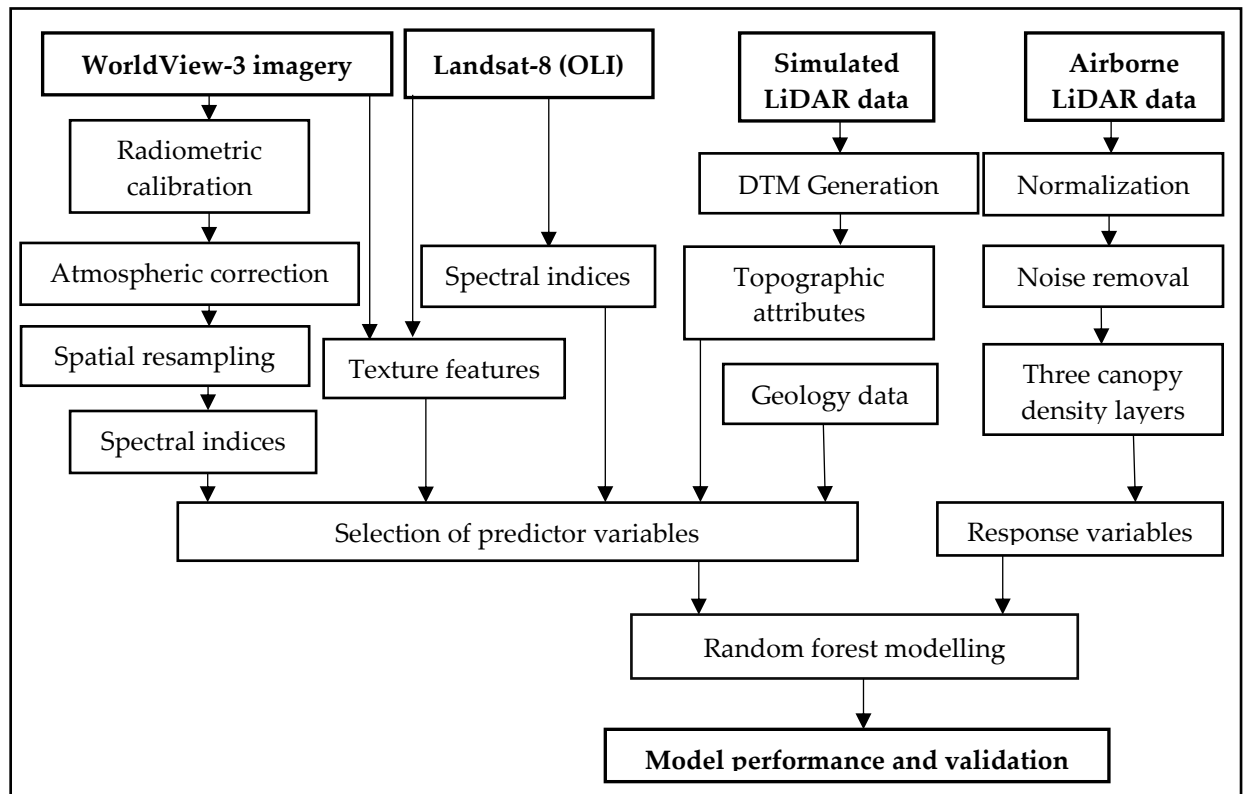 WorldView-3 imagery
Landsat-8 (OLI)
Simulated
LiDAR data
Airborne
LiDAR data
Radiometric
calibration
DTM Generation
Normalization
Atmospheric correction
Spectral indices
Topographic
attributes
Noise removal
Spatial resampling
Texture features
Geology data
Three canopy
density layers
Spectral indices
Selection of predictor variables
Response variables
Random forest modelling
Model performance and validation